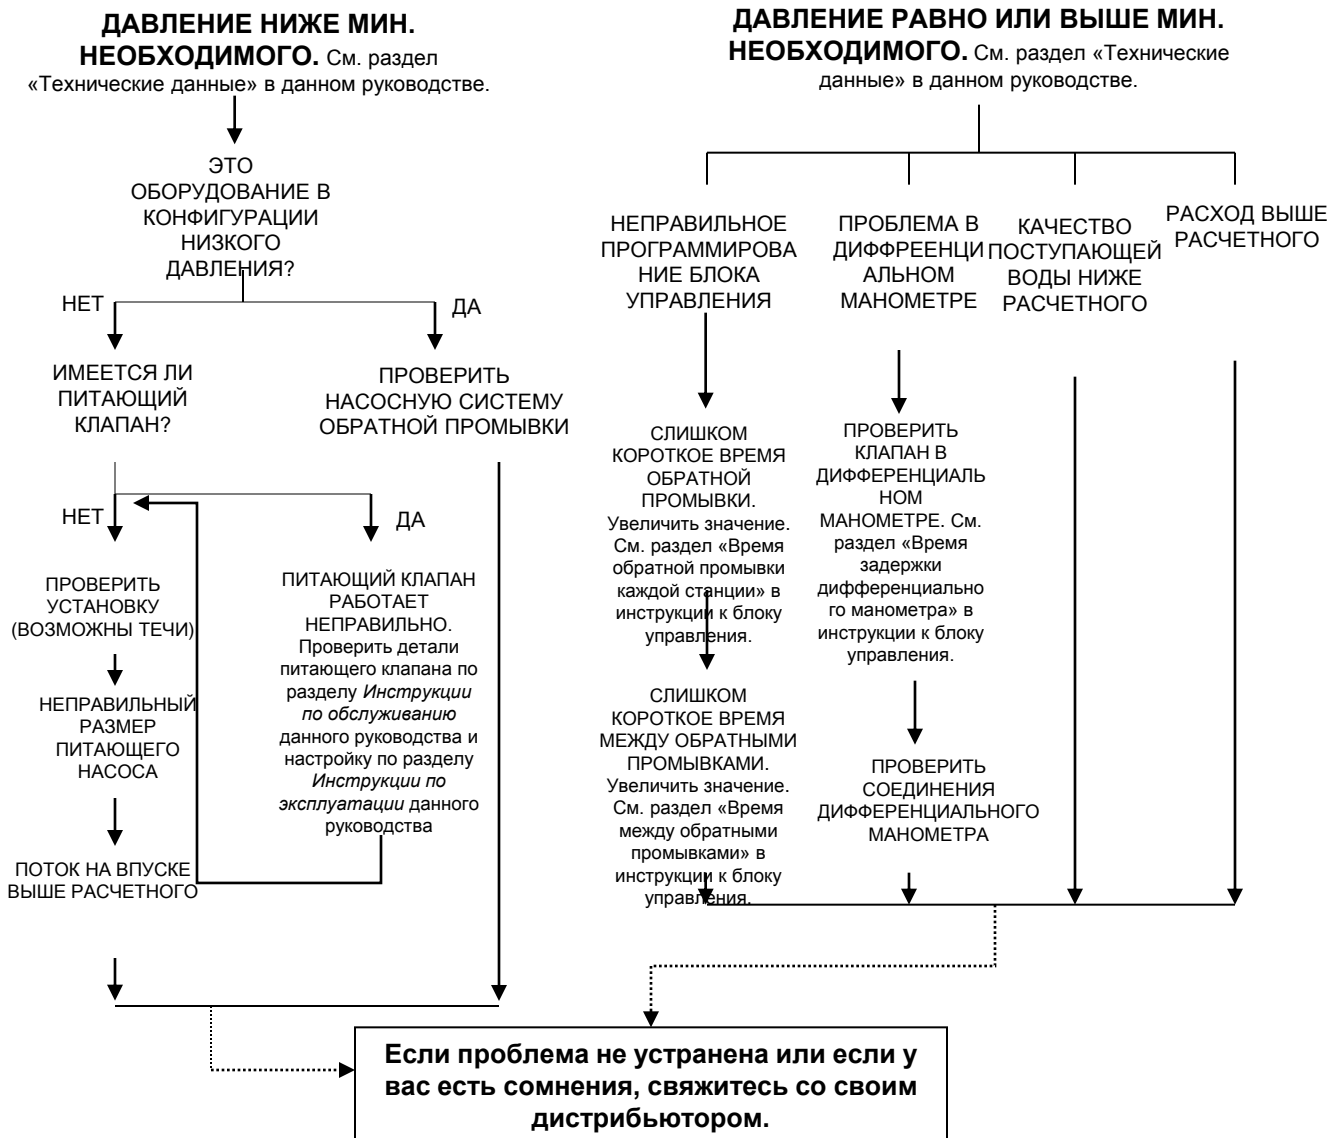 ДАВЛЕНИЕ НИЖЕ МИН.
НЕОБХОДИМОГО. См. раздел
«Технические данные» в данном руководстве.
ЭТО
ОБОРУДОВАНИЕ В
КОНФИГУРАЦИИ
НИЗКОГО
ДАВЛЕНИЯ?
НЕТ
ДА
ИМЕЕТСЯ ЛИ
ПИТАЮЩИЙ
КЛАПАН?
ПРОВЕРИТЬ
НАСОСНУЮ СИСТЕМУ
ОБРАТНОЙ ПРОМЫВКИ
НЕТ
ДА
ПРОВЕРИТЬ
УСТАНОВКУ
(ВОЗМОЖНЫ ТЕЧИ)
НЕПРАВИЛЬНЫЙ
РАЗМЕР
ПИТАЮЩЕГО
НАСОСА
ПОТОК НА ВПУСКЕ
ВЫШЕ РАСЧЕТНОГО
ПИТАЮЩИЙ КЛАПАН
РАБОТАЕТ
НЕПРАВИЛЬНО.
Проверить детали
питающего клапана по
разделу Инструкции
по обслуживанию
данного руководства и
настройку по разделу
Инструкции по
эксплуатации данного
руководства
ДАВЛЕНИЕ РАВНО ИЛИ ВЫШЕ МИН.
НЕОБХОДИМОГО. См. раздел «Технические
данные» в данном руководстве.
НЕПРАВИЛЬНОЕ
ПРОГРАММИРОВА
НИЕ БЛОКА
УПРАВЛЕНИЯ
СЛИШКОМ
КОРОТКОЕ ВРЕМЯ
ОБРАТНОЙ
ПРОМЫВКИ.
Увеличить значение.
См. раздел «Время
обратной промывки
каждой станции» в
инструкции к блоку
управления.
СЛИШКОМ
КОРОТКОЕ ВРЕМЯ
МЕЖДУ ОБРАТНЫМИ
ПРОМЫВКАМИ.
Увеличить значение.
См. раздел «Время
между обратными
промывками» в
инструкции к блоку
управления.
ПРОБЛЕМА В
ДИФФРЕЕНЦИ
АЛЬНОМ
МАНОМЕТРЕ
ПРОВЕРИТЬ
КЛАПАН В
ДИФФЕРЕНЦИАЛЬ
НОМ
МАНОМЕТРЕ. См.
раздел «Время
задержки
дифференциально
го манометра» в
инструкции к блоку
управления.
ПРОВЕРИТЬ
СОЕДИНЕНИЯ
ДИФФЕРЕНЦИАЛЬНОГО
МАНОМЕТРА
КАЧЕСТВО
ПОСТУПАЮЩЕЙ
ВОДЫ НИЖЕ
РАСЧЕТНОГО
РАСХОД ВЫШЕ
РАСЧЕТНОГО
Если проблема не устранена или если у
вас есть сомнения, свяжитесь со своим
дистрибьютором.